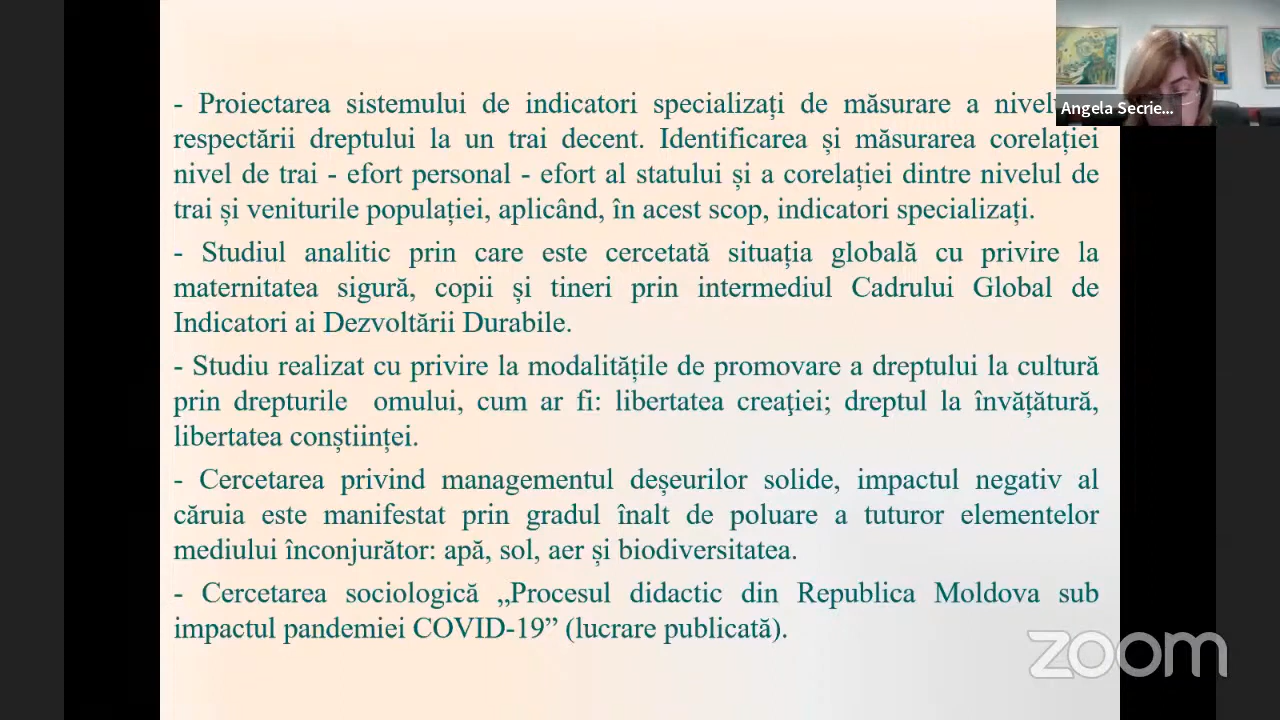 - Proiectarea sistemului de indicatori specializați de măsurare a
respectării dreptului la un trai decent. Identificarea și măsurarea corelației
nivel de trai - efort personal - efort al statului și a corelației dintre nivelul de
trai și veniturile populației, aplicând, în acest scop, indicatori specializați.
- Studiul analitic prin care este cercetată situația globală cu privire la
maternitatea sigură, copii și tineri prin intermediul Cadrului Global de
Indicatori ai Dezvoltării Durabile.
- Studiu realizat cu privire la modalitățile de promovare a dreptului la cultură
prin drepturile omului, cum ar fi: libertatea creaţiei; dreptul la învățătură,
libertatea conștiinței.
- Cercetarea privind managementul deșeurilor solide, impactul negativ al
căruia este manifestat prin gradul înalt de poluare a tuturor elementelor
mediului înconjurător: apă, sol, aer și biodiversitatea.
- Cercetarea sociologică „Procesul didactic din Republica Moldova sub
impactul pandemiei COVID-19” (lucrare publicată).
Angela Secrie...
zoom